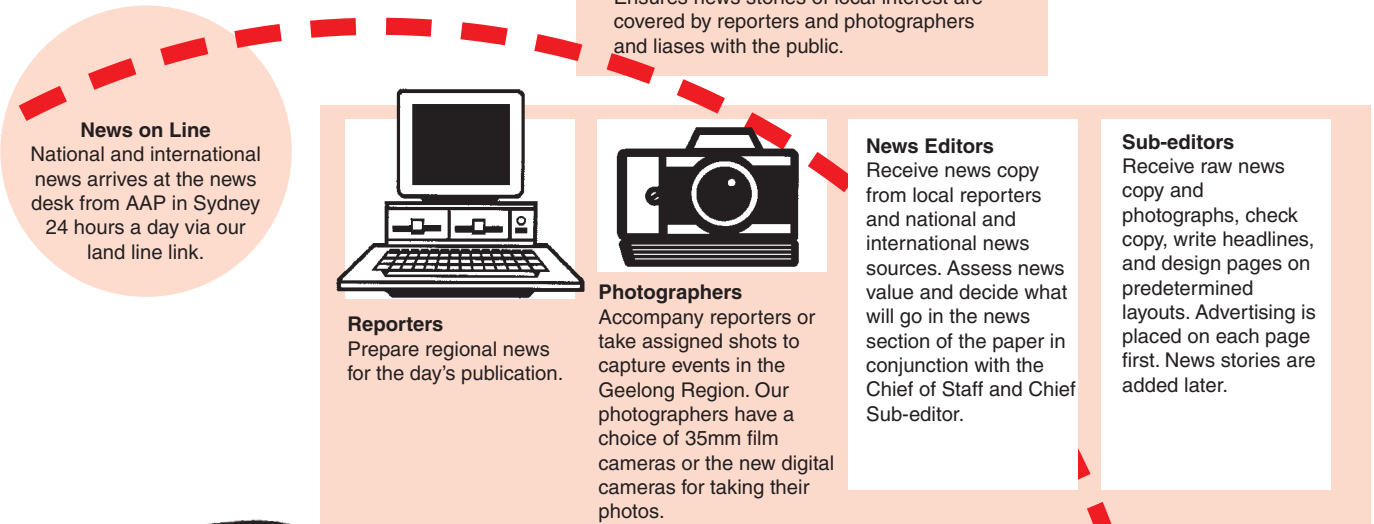 Ensures news stories of local interest are
covered by reporters and photographers
and liases with the public.
News on Line
National and international
news arrives at the news
desk from AAP in Sydney
24 hours a day via our
land line link.
Reporters
Prepare regional news
for the day's publication.
Photographers
Accompany reporters or
take assigned shots to
capture events in the
Geelong Region. Our
photographers have a
choice of 35mm film
cameras or the new digital
cameras for taking their
photos.
News Editors
Receive news copy
from local reporters
and national and
international news
sources. Assess news
value and decide what
will go in the news
section of the paper in
conjunction with the
Chief of Staff and Chief
Sub-editor.
Sub-editors
Receive raw news
copy and
photographs, check
copy, write headlines,
and design pages on
predetermined
layouts. Advertising is
placed on each page
first. News stories are
added later.